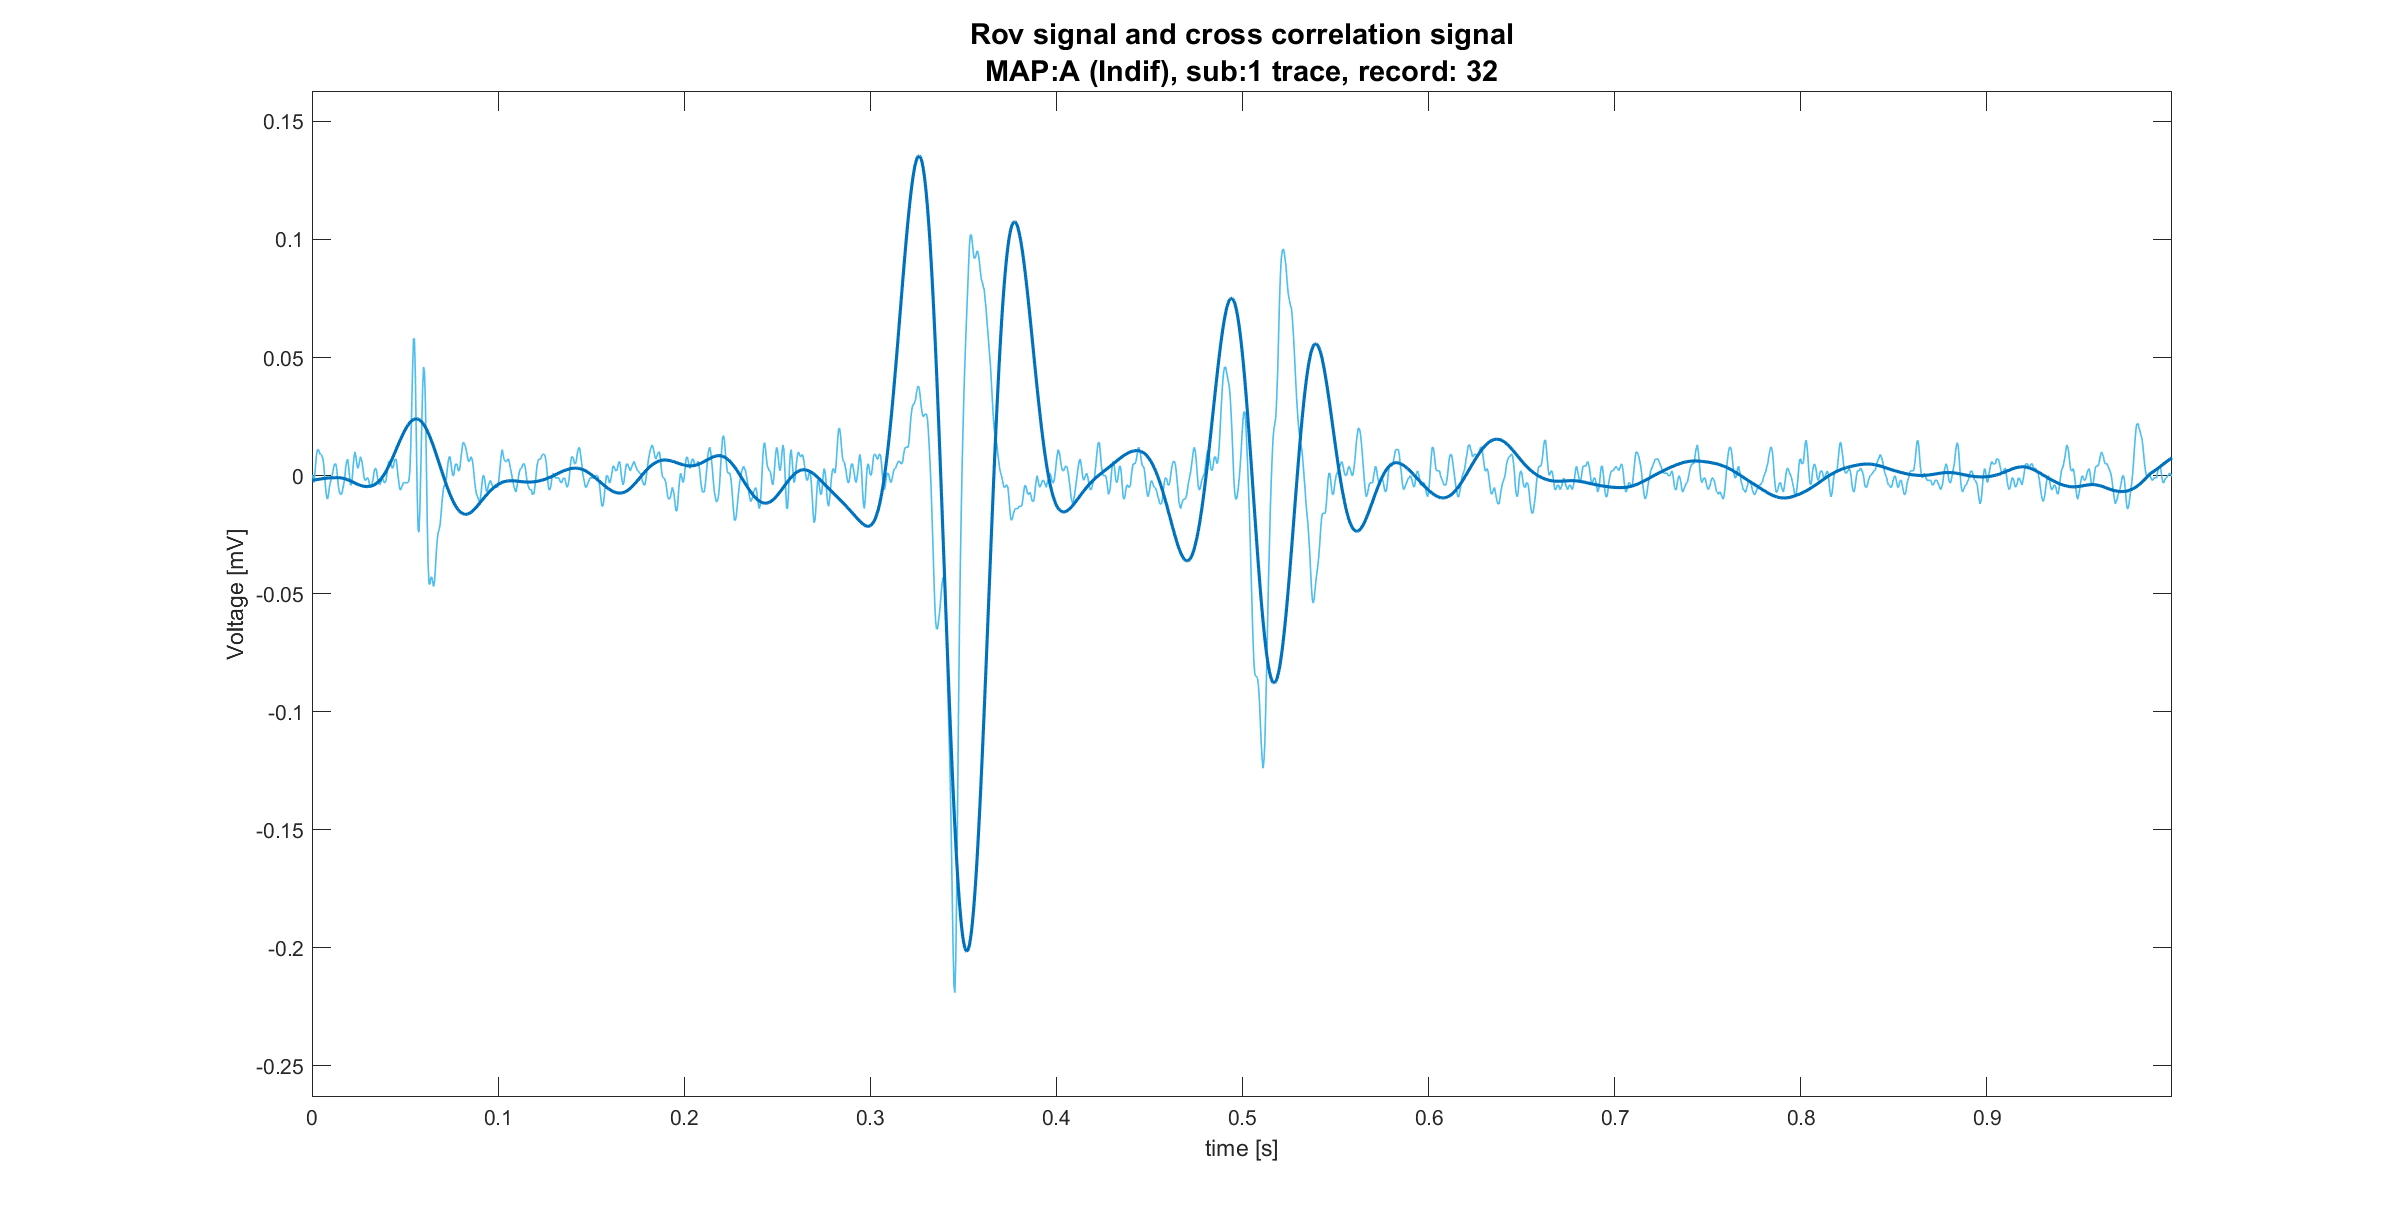 Rov signal and cross correlation signal
MAP:A (Indif), sub:1 trace, record: 32
0.15
0.1
0.05
0
-0.05
-0.1
-0.15
-0.2
-0.25
Voltage [mV]
0 0.1 0.2 0.3 0.4 0.5 0.6 0.7 0.8 0.9
time [s]